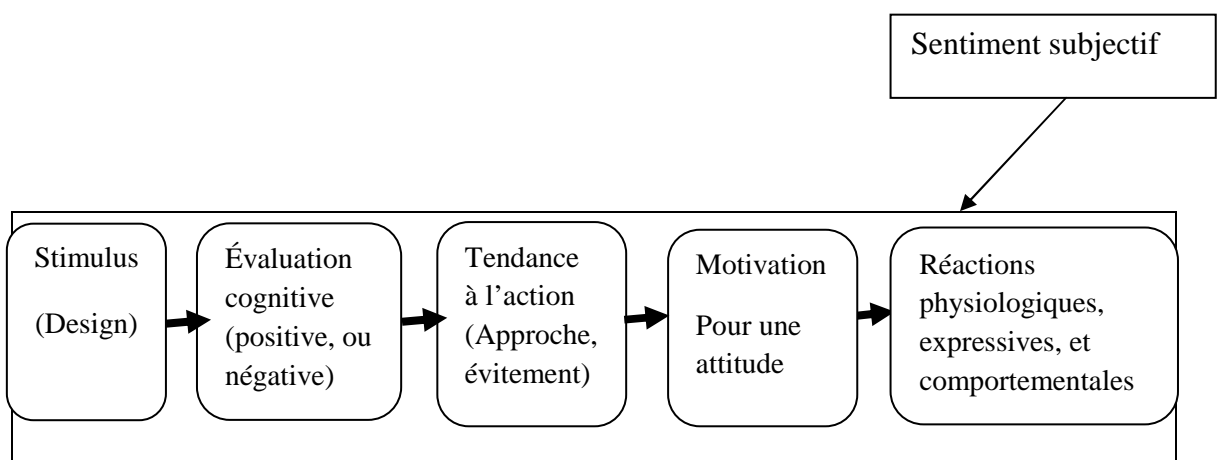 Sentiment subjectif
Stimulus
(Design)
Évaluation
cognitive
(positive, ou
négative)
Tendance
à l’action
(Approche,
évitement)
Motivation
Pour une
attitude
Réactions
physiologiques,
expressives, et
comportementales